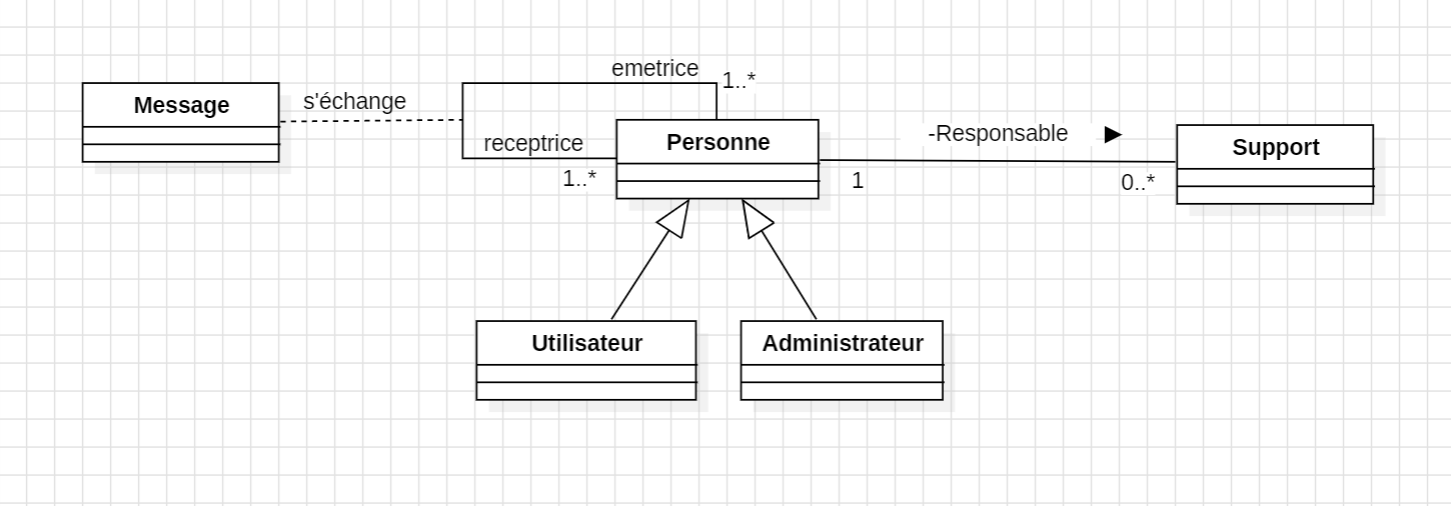 emetrice
1..*
Message
s'échange
receptrice
1..*
Personne
-Responsable
1
0..*
Support
Utilisateur
Administrateur